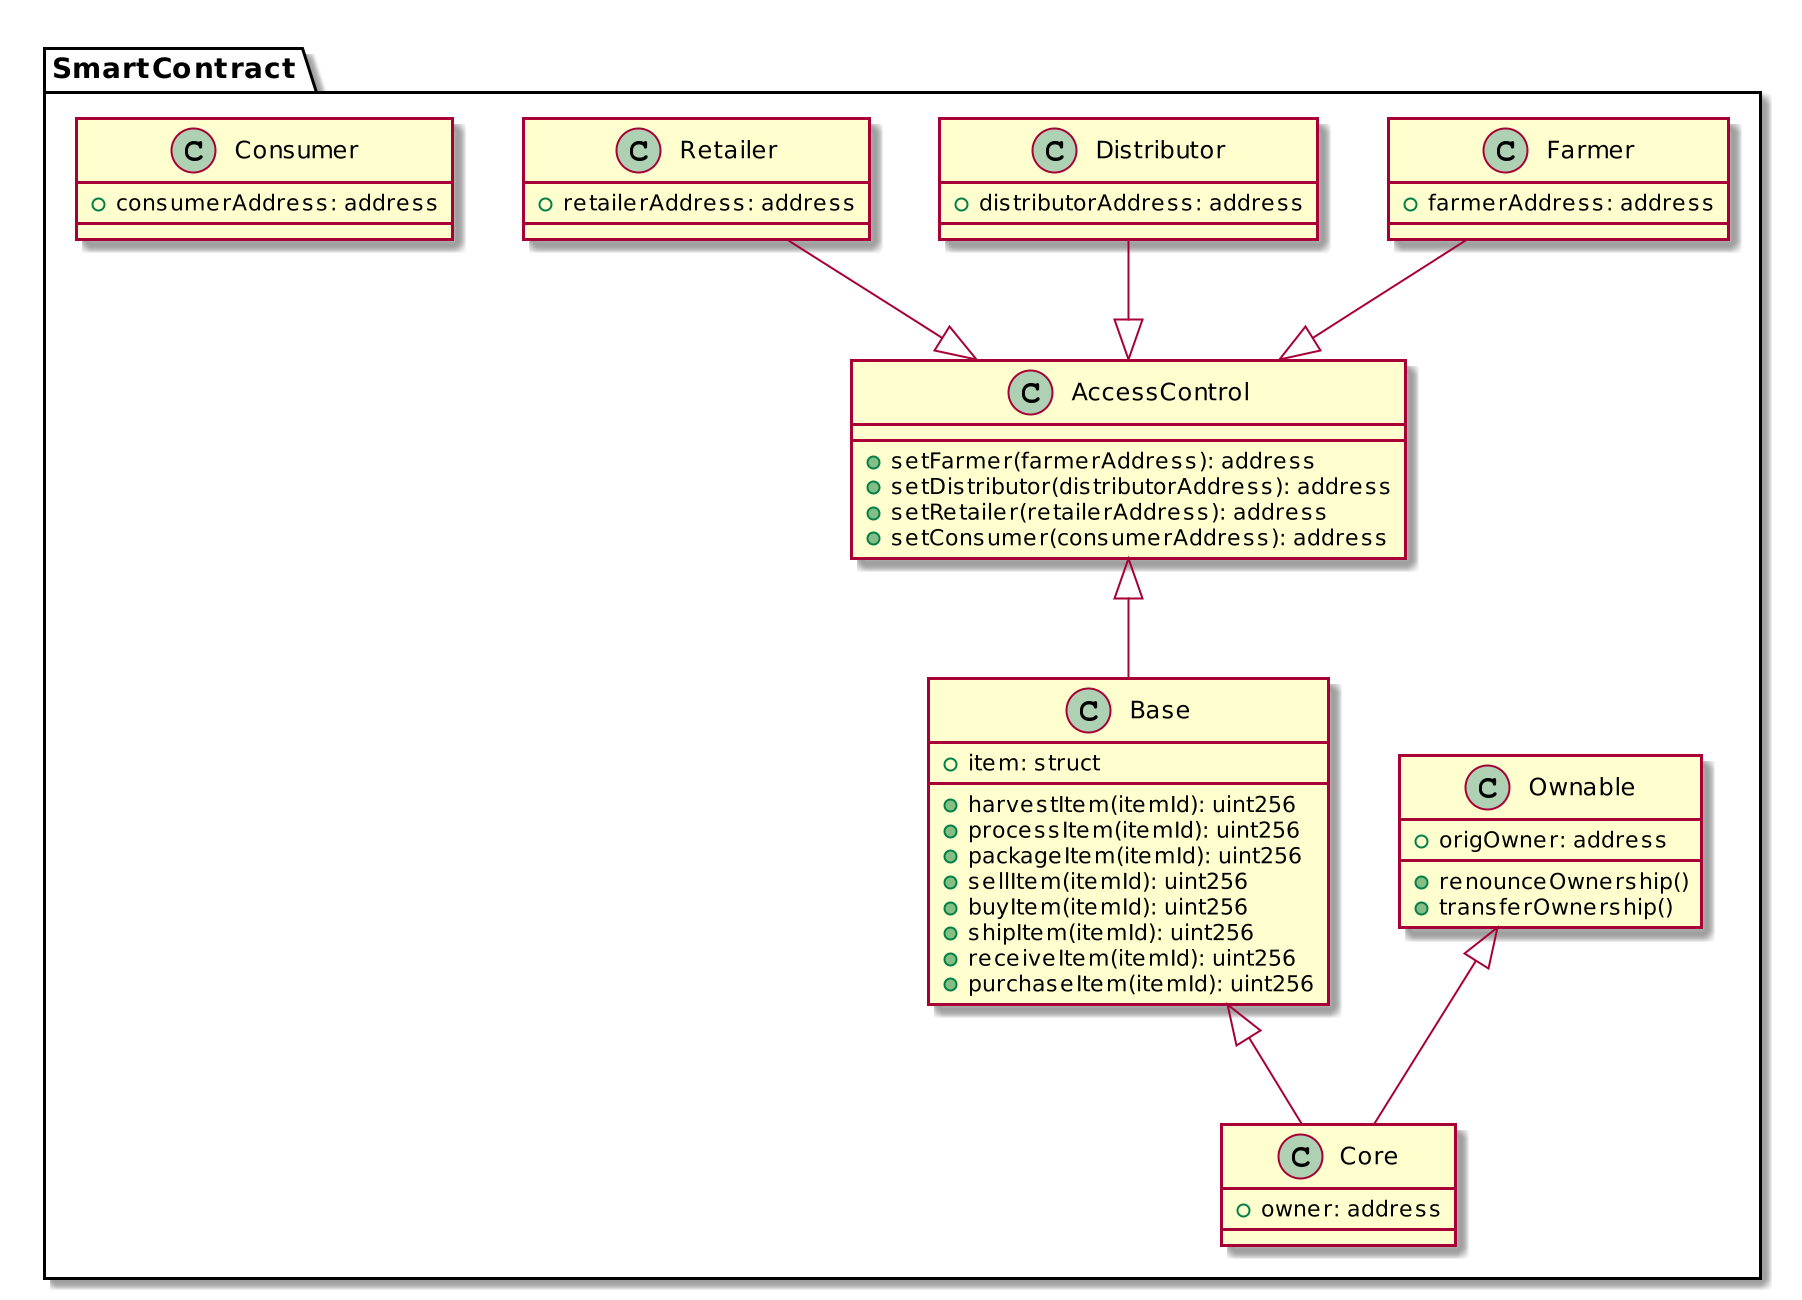 SmartContract
C Consumer
consumerAddress: address
C Retailer
retailerAddress: address
C Distributor
distributorAddress: address
C Farmer
farmerAddress: address
C AccessControl
setFarmer(farmerAddress): address
setDistributor(distributorAddress): address
setRetailer(retailerAddress): address
setConsumer(consumerAddress): address
C Base
item: struct
harvestItem(itemId): uint256
processItem(itemId): uint256
packageItem(itemId): uint256
sellItem(itemId): uint256
buyItem(itemId): uint256
shipItem(itemId): uint256
receiveItem(itemId): uint256
purchaseItem(itemId): uint256
C Ownable
origOwner: address
renounceOwnership()
transferOwnership()
C Core
owner: address